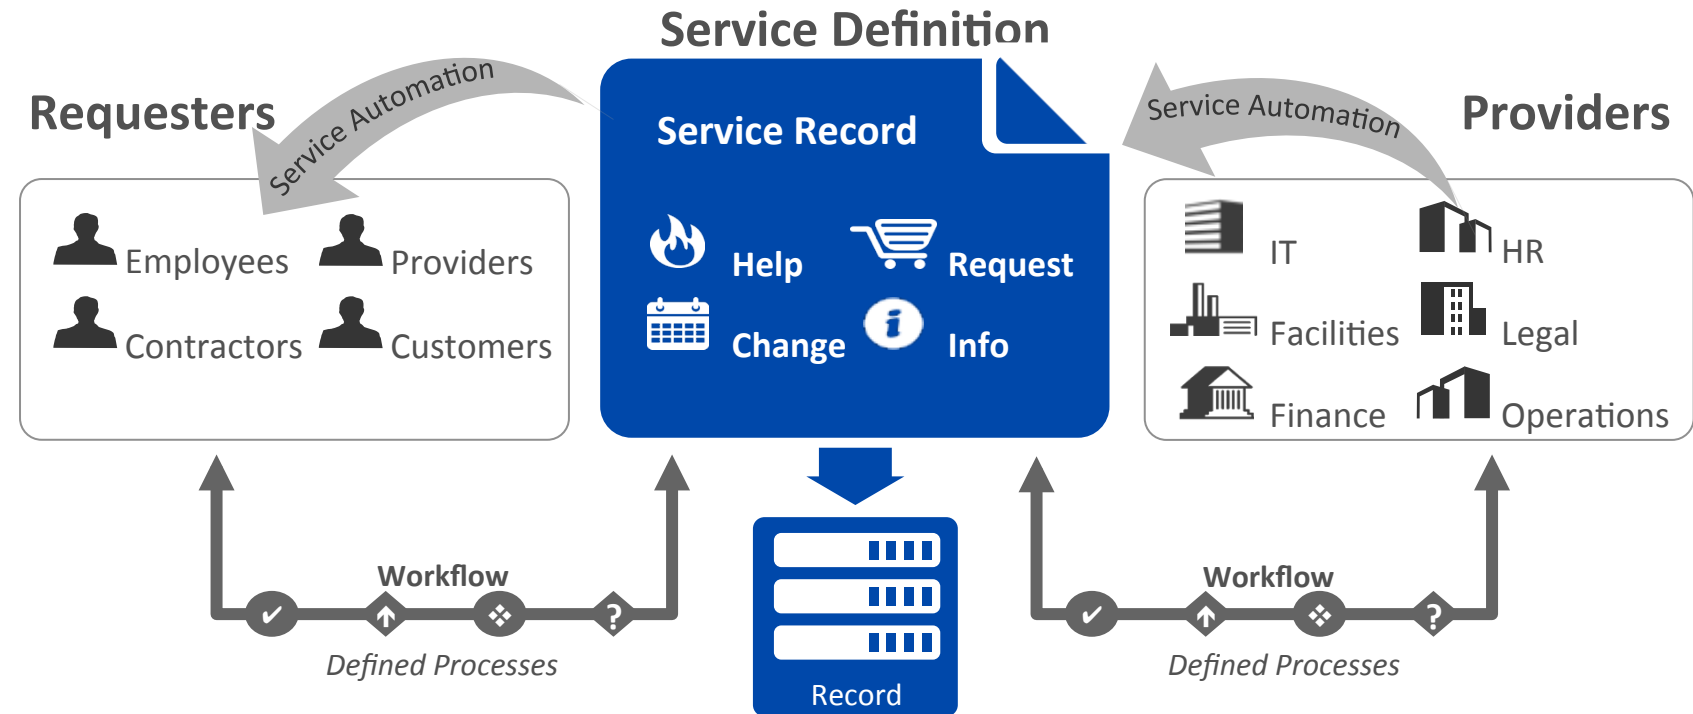 Service Definition
Requesters
Service Automation
Employees
Providers
Contractors
Customers
Service Record
Help
Request
Change
Info
Service Automation
Providers
IT
HR
Facilities
Legal
Finance
Operations
Workflow
?
Defined Processes
Record
Workflow
?
Defined Processes